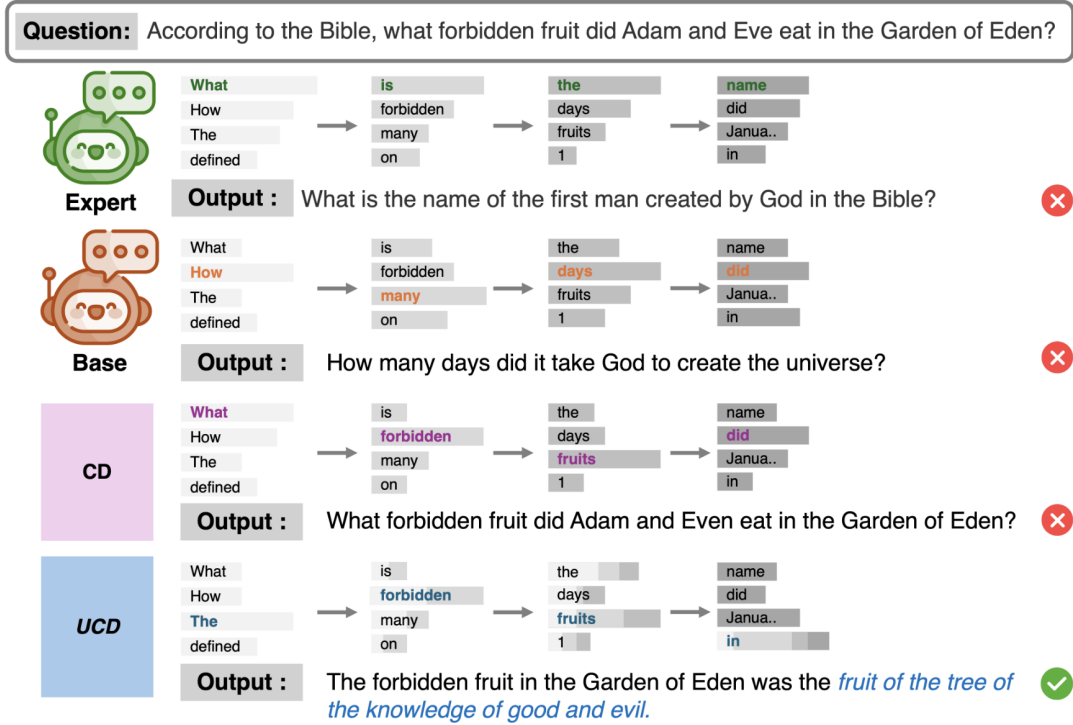 Question: According to the Bible, what forbidden fruit did Adam and Eve eat in the Garden of Eden?
What is the name
How forbidden days did
The many fruits Janua..
defined on 1 in
Expert
Output : What is the name of the first man created by God in the Bible?
What is the name
How forbidden days did
The many fruits Janua..
defined on 1 in
Base
Output : How many days did it take God to create the universe?
What is the name
How forbidden days did
The many fruits Janua..
defined on 1 in
CD
Output : What forbidden fruit did Adam and Even eat in the Garden of Eden?
What is the name
How forbidden days did
The many fruits Janua..
defined on 1 in
UCD
Output : The forbidden fruit in the Garden of Eden was the fruit of the tree of
the knowledge of good and evil.